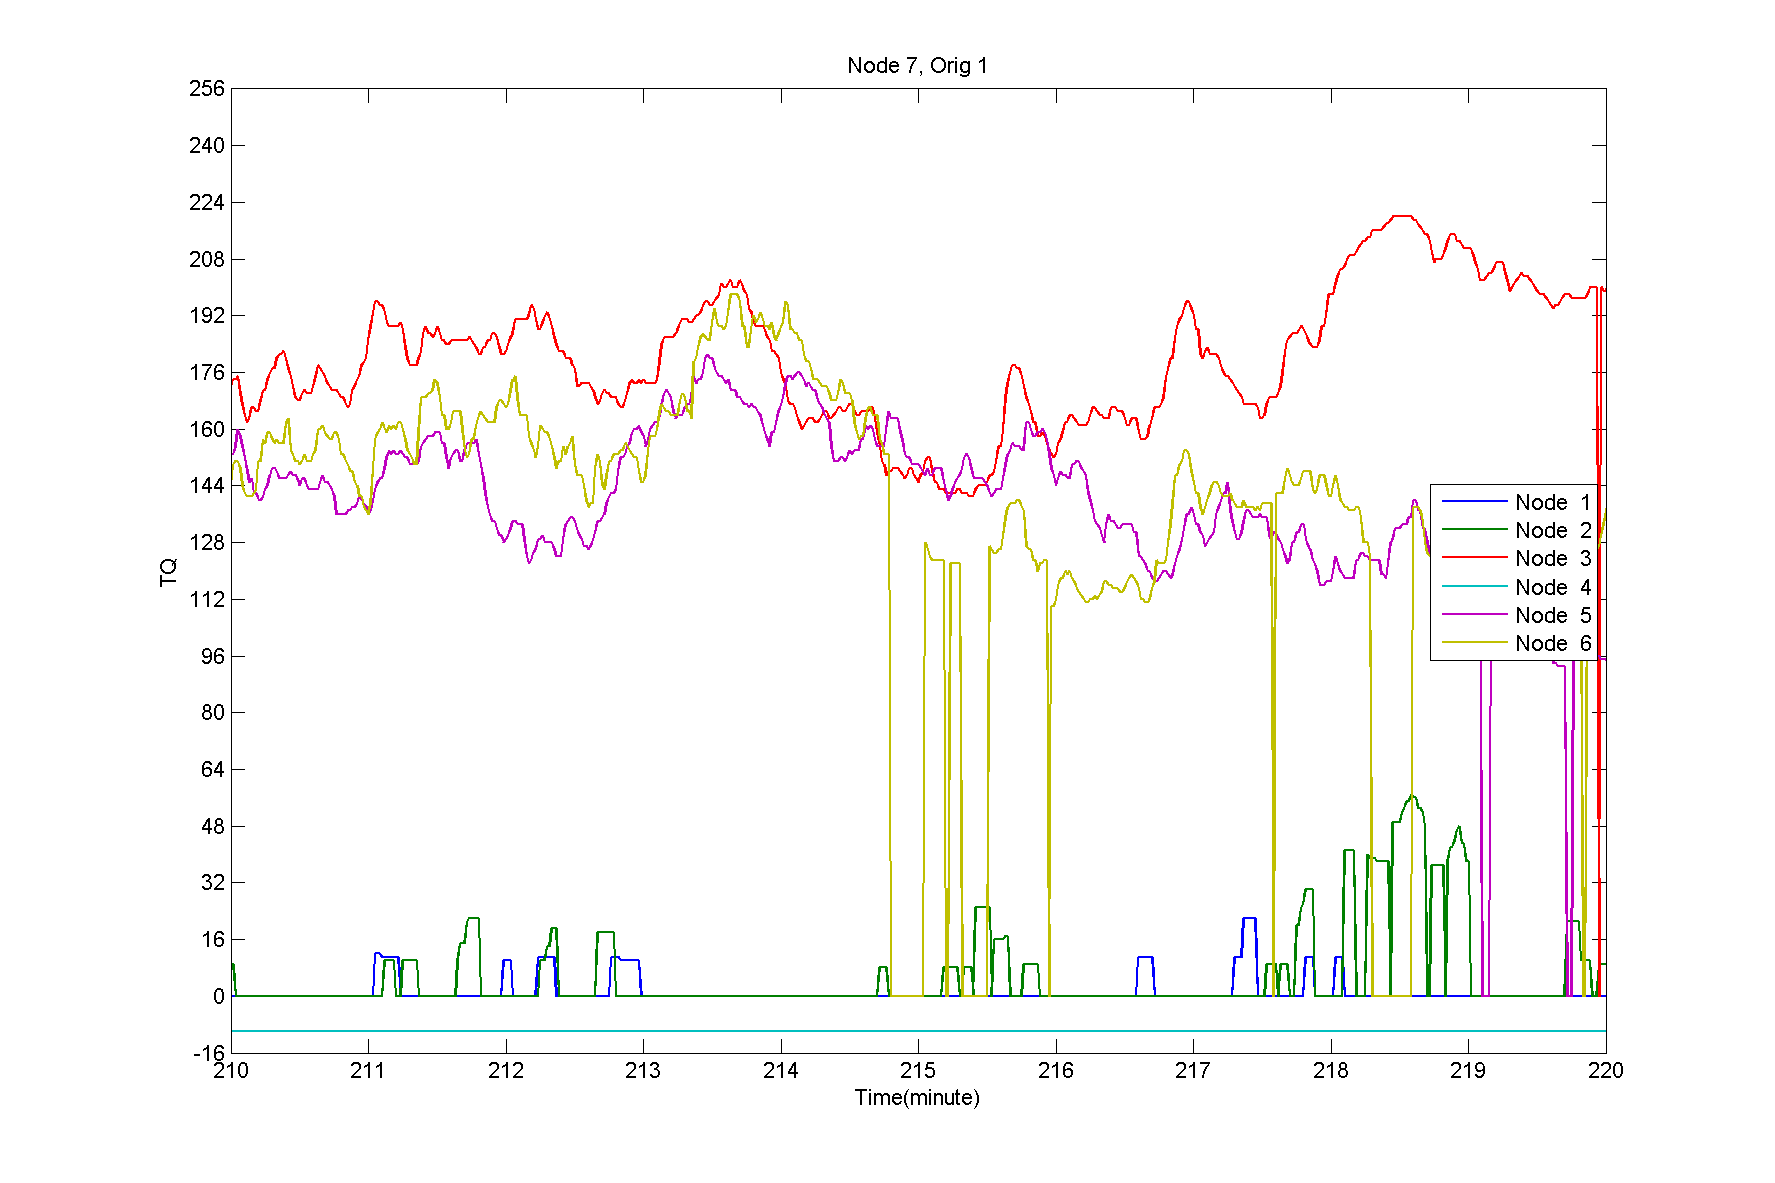 Node 7, Orig 1
256
240
224
208
192
176
160
144
128
112
96
80
64
48
32
16
0
-16
TQ
210 211 212 213 214 215 216 217 218 219 220
Time(minute)
Node 1
Node 2
Node 3
Node 4
Node 5
Node 6